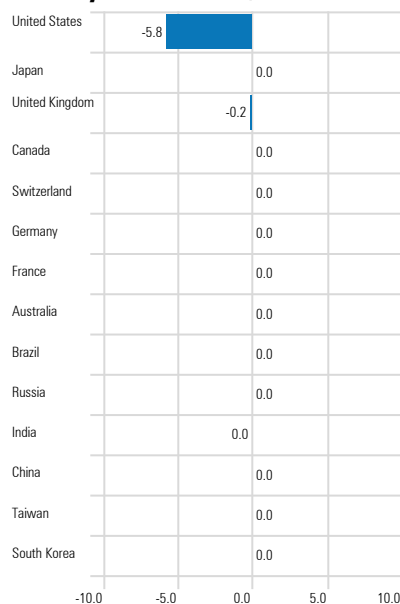 United States -5.8
Japan 0.0
United Kingdom -0.2
Canada 0.0
Switzerland 0.0
Germany 0.0
France 0.0
Australia 0.0
Brazil 0.0
Russia 0.0
India 0.0
China 0.0
Taiwan 0.0
South Korea 0.0
-10.0 -5.0 0.0 5.0 10.0